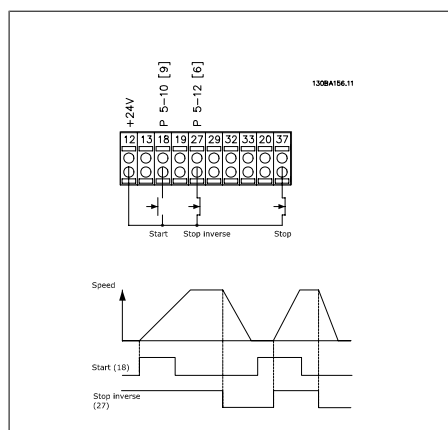 130BA156.11
+24V
P 5-10 [9]
P 5-12 [6]
12 13 18 19 27 29 32 33 20 37
Start Stop inverse Stop
Speed
Start (18)
Stop inverse
(27)